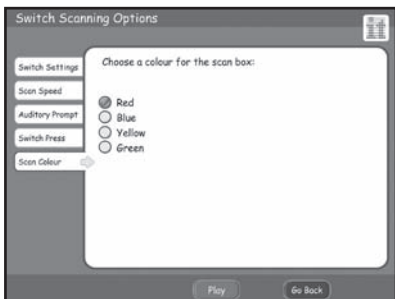 Switch Scanning Options
Switch Settings
Scan Speed
Auditory Prompt
Switch Press
Scan Colour
Choose a colour for the scan box:
Red
Blue
Yellow
Green
Play
Go Back